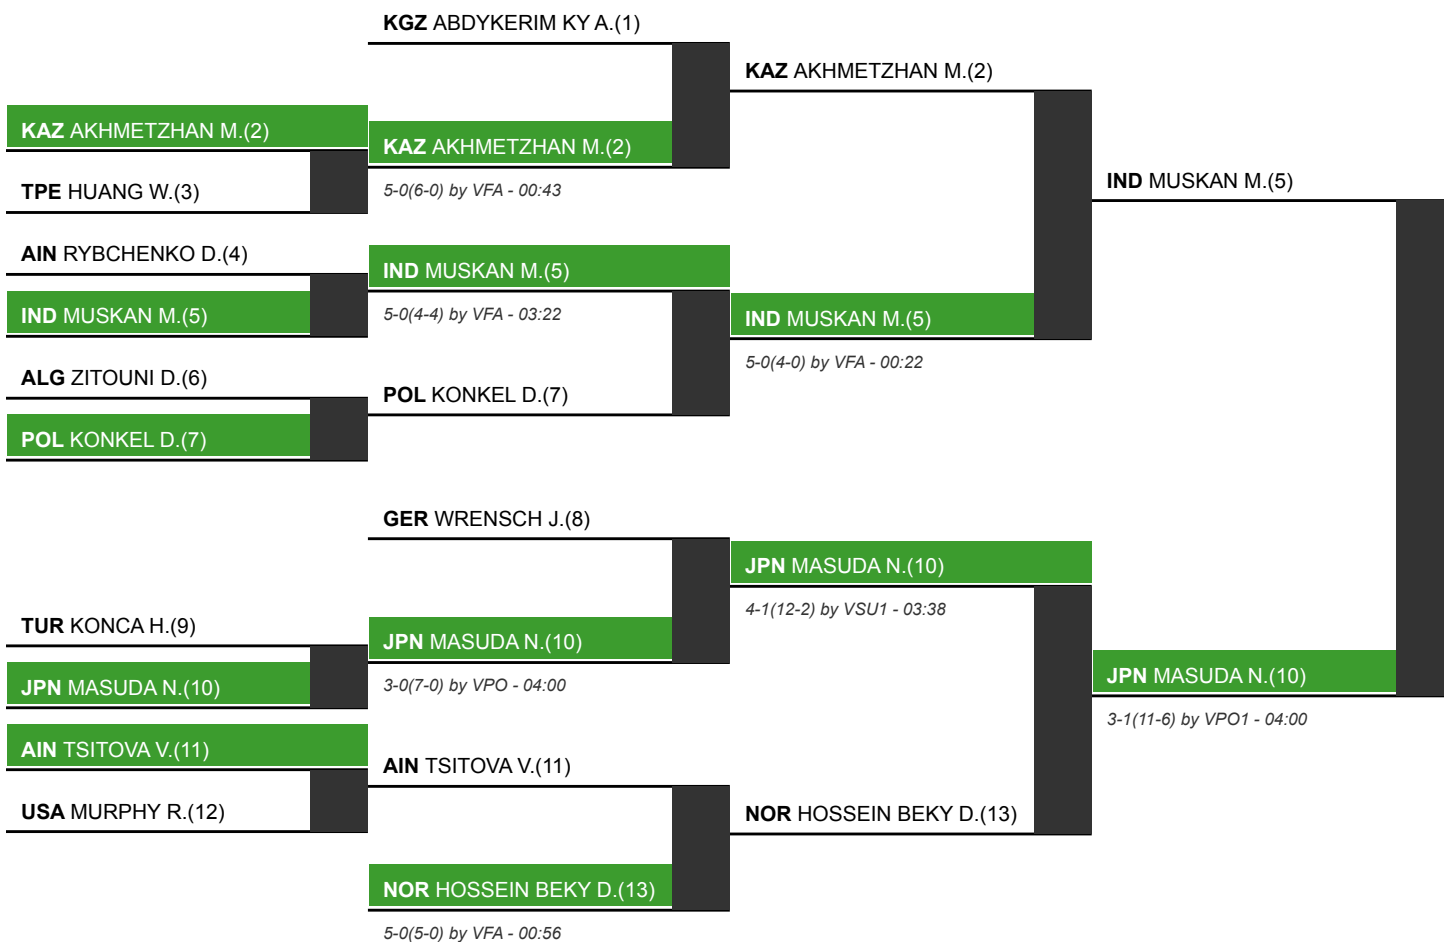 KGZ ABDYKERIM KY A.(1)
KAZ AKHMETZHAN M.(2)
KAZ AKHMETZHAN M.(2)
KAZ AKHMETZHAN M.(2)
TPE HUANG W.(3)
5-0(6-0) by VFA - 00:43
IND MUSKAN M.(5)
AIN RYBCHENKO D.(4)
IND MUSKAN M.(5)
IND MUSKAN M.(5)
5-0(4-4) by VFA - 03:22
IND MUSKAN M.(5)
5-0(4-0) by VFA - 00:22
ALG ZITOUNI D.(6)
POL KONKEL D.(7)
POL KONKEL D.(7)
GER WRENSCH J.(8)
JPN MASUDA N.(10)
4-1(12-2) by VSU1 - 03:38
TUR KONCA H.(9)
JPN MASUDA N.(10)
JPN MASUDA N.(10)
3-0(7-0) by VPO - 04:00
JPN MASUDA N.(10)
3-1(11-6) by VPO1 - 04:00
AIN TSITOVA V.(11)
AIN TSITOVA V.(11)
USA MURPHY R.(12)
NOR HOSSEIN BEKY D.(13)
NOR HOSSEIN BEKY D.(13)
5-0(5-0) by VFA - 00:56